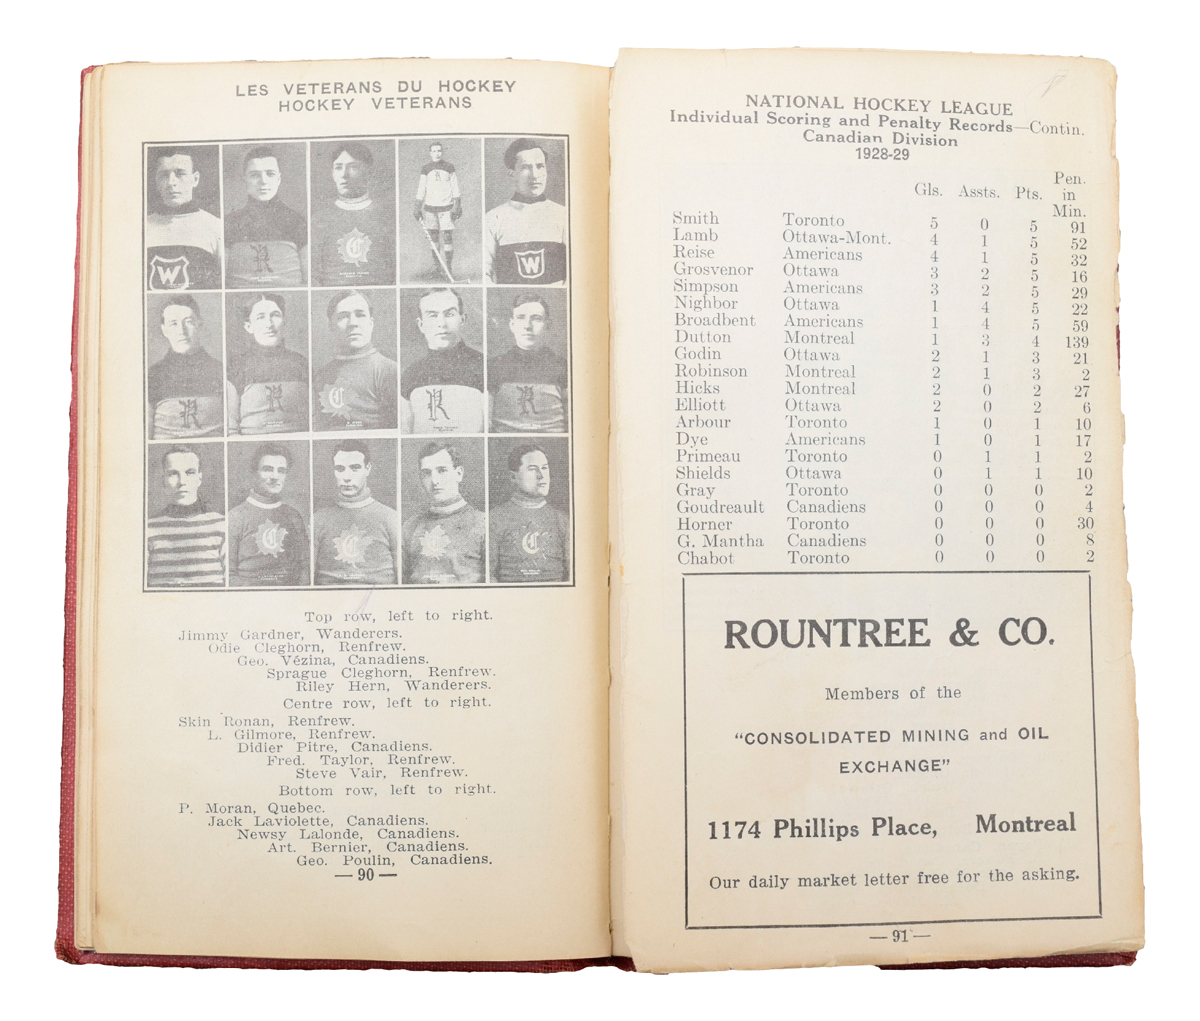 LES VETERANS DU HOCKEY
HOCKEY VETERANS
Top row, left to right.
Jimmy Gardner, Wanderers.
Odie Cleghorn, Renfrew.
Geo. Vézina, Canadiens.
Sprague Cleghorn, Renfrew.
Riley Hern, Wanderers.
Centre row, left to right.
Skin Ronan, Renfrew.
L. Gilmore, Renfrew.
Didier Pitre, Canadiens.
Fred. Taylor, Renfrew.
Steve Vair, Renfrew.
Bottom row, left to right.
P. Moran, Quebec.
Jack Laviolette, Canadiens.
Newsy Lalonde, Canadiens.
Art. Bernier, Canadiens.
Geo. Poulin, Canadiens.
—90—
NATIONAL HOCKEY LEAGUE
Individual Scoring and Penalty Records—Contin.
Canadian Division
1928-29
Gls. Assts. Pts. Pen. in Min.
Smith Toronto 5 0 5 91
Lamb Ottawa-Mont. 4 1 5 52
Reise Americans 4 1 5 32
Grosvenor Ottawa 3 2 5 16
Simpson Americans 3 2 5 29
Nighbor Ottawa 1 4 5 22
Broadbent Americans 1 4 5 59
Dutton Montreal 1 3 4 139
Godin Ottawa 2 1 3 21
Robinson Montreal 2 1 3 2
Hicks Montreal 2 0 2 27
Elliott Ottawa 2 0 2 6
Arbour Toronto 1 0 1 10
Dye Americans 1 0 1 17
Primeau Toronto 0 1 1 2
Shields Ottawa 0 1 1 10
Gray Toronto 0 0 0 2
Goudreault Canadiens 0 0 0 4
Horner Toronto 0 0 0 30
G. Mantha Canadiens 0 0 0 8
Chabot Toronto 0 0 0 2
ROUNTREE & CO.
Members of the
"CONSOLIDATED MINING and OIL
EXCHANGE"
1174 Phillips Place, Montreal
Our daily market letter free for the asking.
—91—